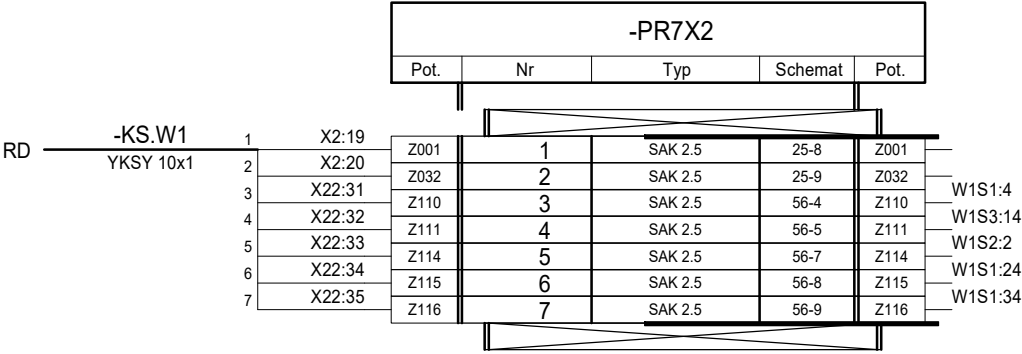 -PR7X2
Pot. Nr Typ Schemat Pot.
RD -KS.W1 YKSY 10x1
1 X2:19 Z001 1 SAK 2.5 25-8 Z001
2 X2:20 Z032 2 SAK 2.5 25-9 Z032
3 X22:31 Z110 3 SAK 2.5 56-4 Z110 W1S1:4
4 X22:32 Z111 4 SAK 2.5 56-5 Z111 W1S3:14
5 X22:33 Z114 5 SAK 2.5 56-7 Z114 W1S2:2
6 X22:34 Z115 6 SAK 2.5 56-8 Z115 W1S1:24
7 X22:35 Z116 7 SAK 2.5 56-9 Z116 W1S1:34